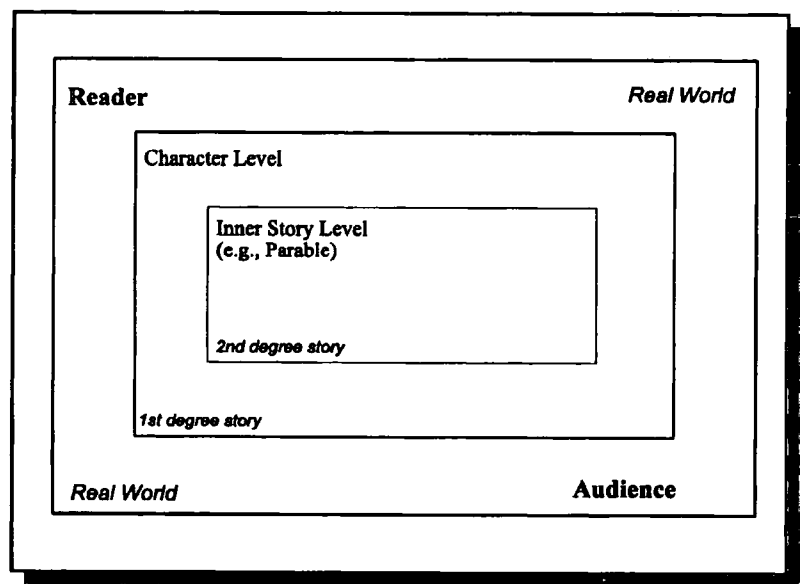 Reader
Real World
Character Level
Inner Story Level
(e.g., Parable)
2nd degree story
1st degree story
Real World
Audience